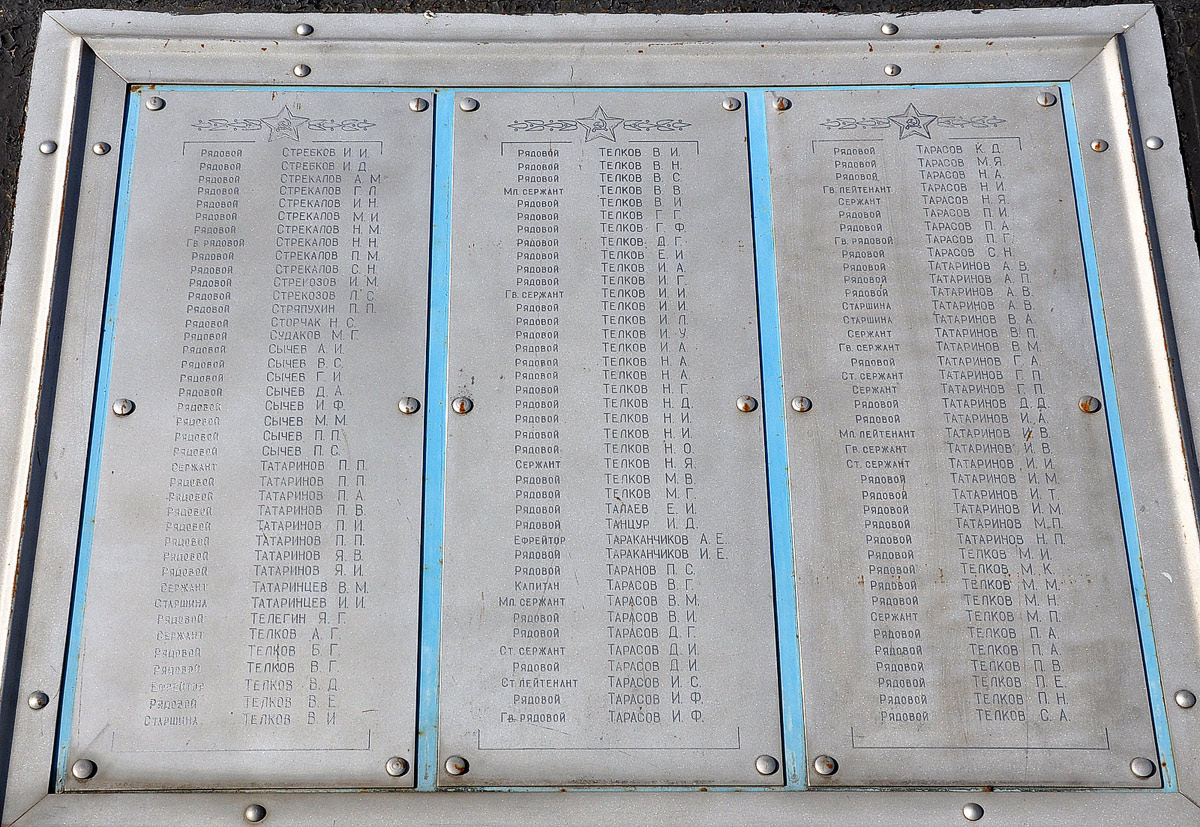 Рядовой Стребков И. И.
Рядовой Стребков И. Д.
Рядовой Стрекалов А. М.
Рядовой Стрекалов Г. Л.
Рядовой Стрекалов И. Н.
Рядовой Стрекалов М. И.
Рядовой Стрекалов Н. М.
Гв. рядовой Стрекалов Н. Н.
Рядовой Стрекалов П. М.
Рядовой Стрекалов С. Н.
Рядовой Стрекозов И. М.
Рядовой Стрекозов Л. С.
Рядовой Стряпухин П. П.
Рядовой Сторчак Н. С.
Рядовой Судаков М. Г.
Рядовой Сычев А. И.
Рядовой Сычев В. С.
Рядовой Сычев Г. И.
Рядовой Сычев Д. А.
Рядовой Сычев И. Ф.
Рядовой Сычев М. М.
Рядовой Сычев П. П.
Рядовой Сычев П. С.
Сержант Татаринов П. П.
Рядовой Татаринов П. П.
Рядовой Татаринов П. А.
Рядовой Татаринов П. В.
Рядовой Татаринов П. И.
Рядовой Татаринов П. П.
Рядовой Татаринов Я. В.
Рядовой Татаринов Я. И.
Сержант Татаринцев В. М.
Старшина Татаринцев И. И.
Рядовой Телегин Я. Г.
Сержант Телков А. Г.
Рядовой Телков Б. Г.
Рядовой Телков В. Г.
Ефрейтор Телков В. Д.
Рядовой Телков В. Е.
Старшина Телков В. И.
Рядовой Телков В. И.
Рядовой Телков В. Н.
Рядовой Телков В. С.
Мл. сержант Телков В. В.
Рядовой Телков В. И.
Рядовой Телков Г. Г.
Рядовой Телков Г. Ф.
Рядовой Телков Д. Г.
Рядовой Телков Е. И.
Рядовой Телков И. А.
Рядовой Телков И. Г.
Гв. сержант Телков И. И.
Рядовой Телков И. И.
Рядовой Телков И. Л.
Рядовой Телков И. У.
Рядовой Телков И. А.
Рядовой Телков Н. А.
Рядовой Телков Н. А.
Рядовой Телков Н. Г.
Рядовой Телков Н. Д.
Рядовой Телков Н. И.
Рядовой Телков Н. И.
Рядовой Телков Н. О.
Сержант Телков Н. Я.
Рядовой Телков М. В.
Рядовой Телков М. Г.
Рядовой Талаев Е. И.
Рядовой Танцур И. Д.
Ефрейтор Тараканчиков А. Е.
Рядовой Тараканчиков И. Е.
Рядовой Таранов П. С.
Капитан Тарасов В. Г.
Мл. сержант Тарасов В. М.
Рядовой Тарасов В. И.
Рядовой Тарасов Д. Г.
Ст. сержант Тарасов Д. И.
Рядовой Тарасов Д. И.
Ст. лейтенант Тарасов И. С.
Рядовой Тарасов И. Ф.
Гв. рядовой Тарасов И. Ф.
Рядовой Тарасов К. Д.
Рядовой Тарасов М. Я.
Рядовой Тарасов Н. А.
Гв. лейтенант Тарасов Н. И.
Сержант Тарасов Н. Я.
Рядовой Тарасов П. И.
Рядовой Тарасов П. А.
Гв. рядовой Тарасов П. Г.
Рядовой Тарасов С. Н.
Рядовой Татаринов А. В.
Рядовой Татаринов А. П.
Рядовой Татаринов А. В.
Старшина Татаринов А. В.
Старшина Татаринов В. А.
Сержант Татаринов В. П.
Гв. сержант Татаринов В. М.
Рядовой Татаринов Г. А.
Ст. сержант Татаринов Г. П.
Сержант Татаринов Г. П.
Рядовой Татаринов Д. Д.
Рядовой Татаринов И. А.
Мл. лейтенант Татаринов И. В.
Гв. сержант Татаринов И. В.
Ст. сержант Татаринов И. И.
Рядовой Татаринов И. М.
Рядовой Татаринов И. Т.
Рядовой Татаринов И. М.
Рядовой Татаринов М. П.
Рядовой Татаринов Н. П.
Рядовой Телков М. И.
Рядовой Телков М. К.
Рядовой Телков М. М.
Рядовой Телков М. Н.
Сержант Телков М. П.
Рядовой Телков П. А.
Рядовой Телков П. А.
Рядовой Телков П. В.
Рядовой Телков П. Е.
Рядовой Телков П. Н.
Рядовой Телков С. А.